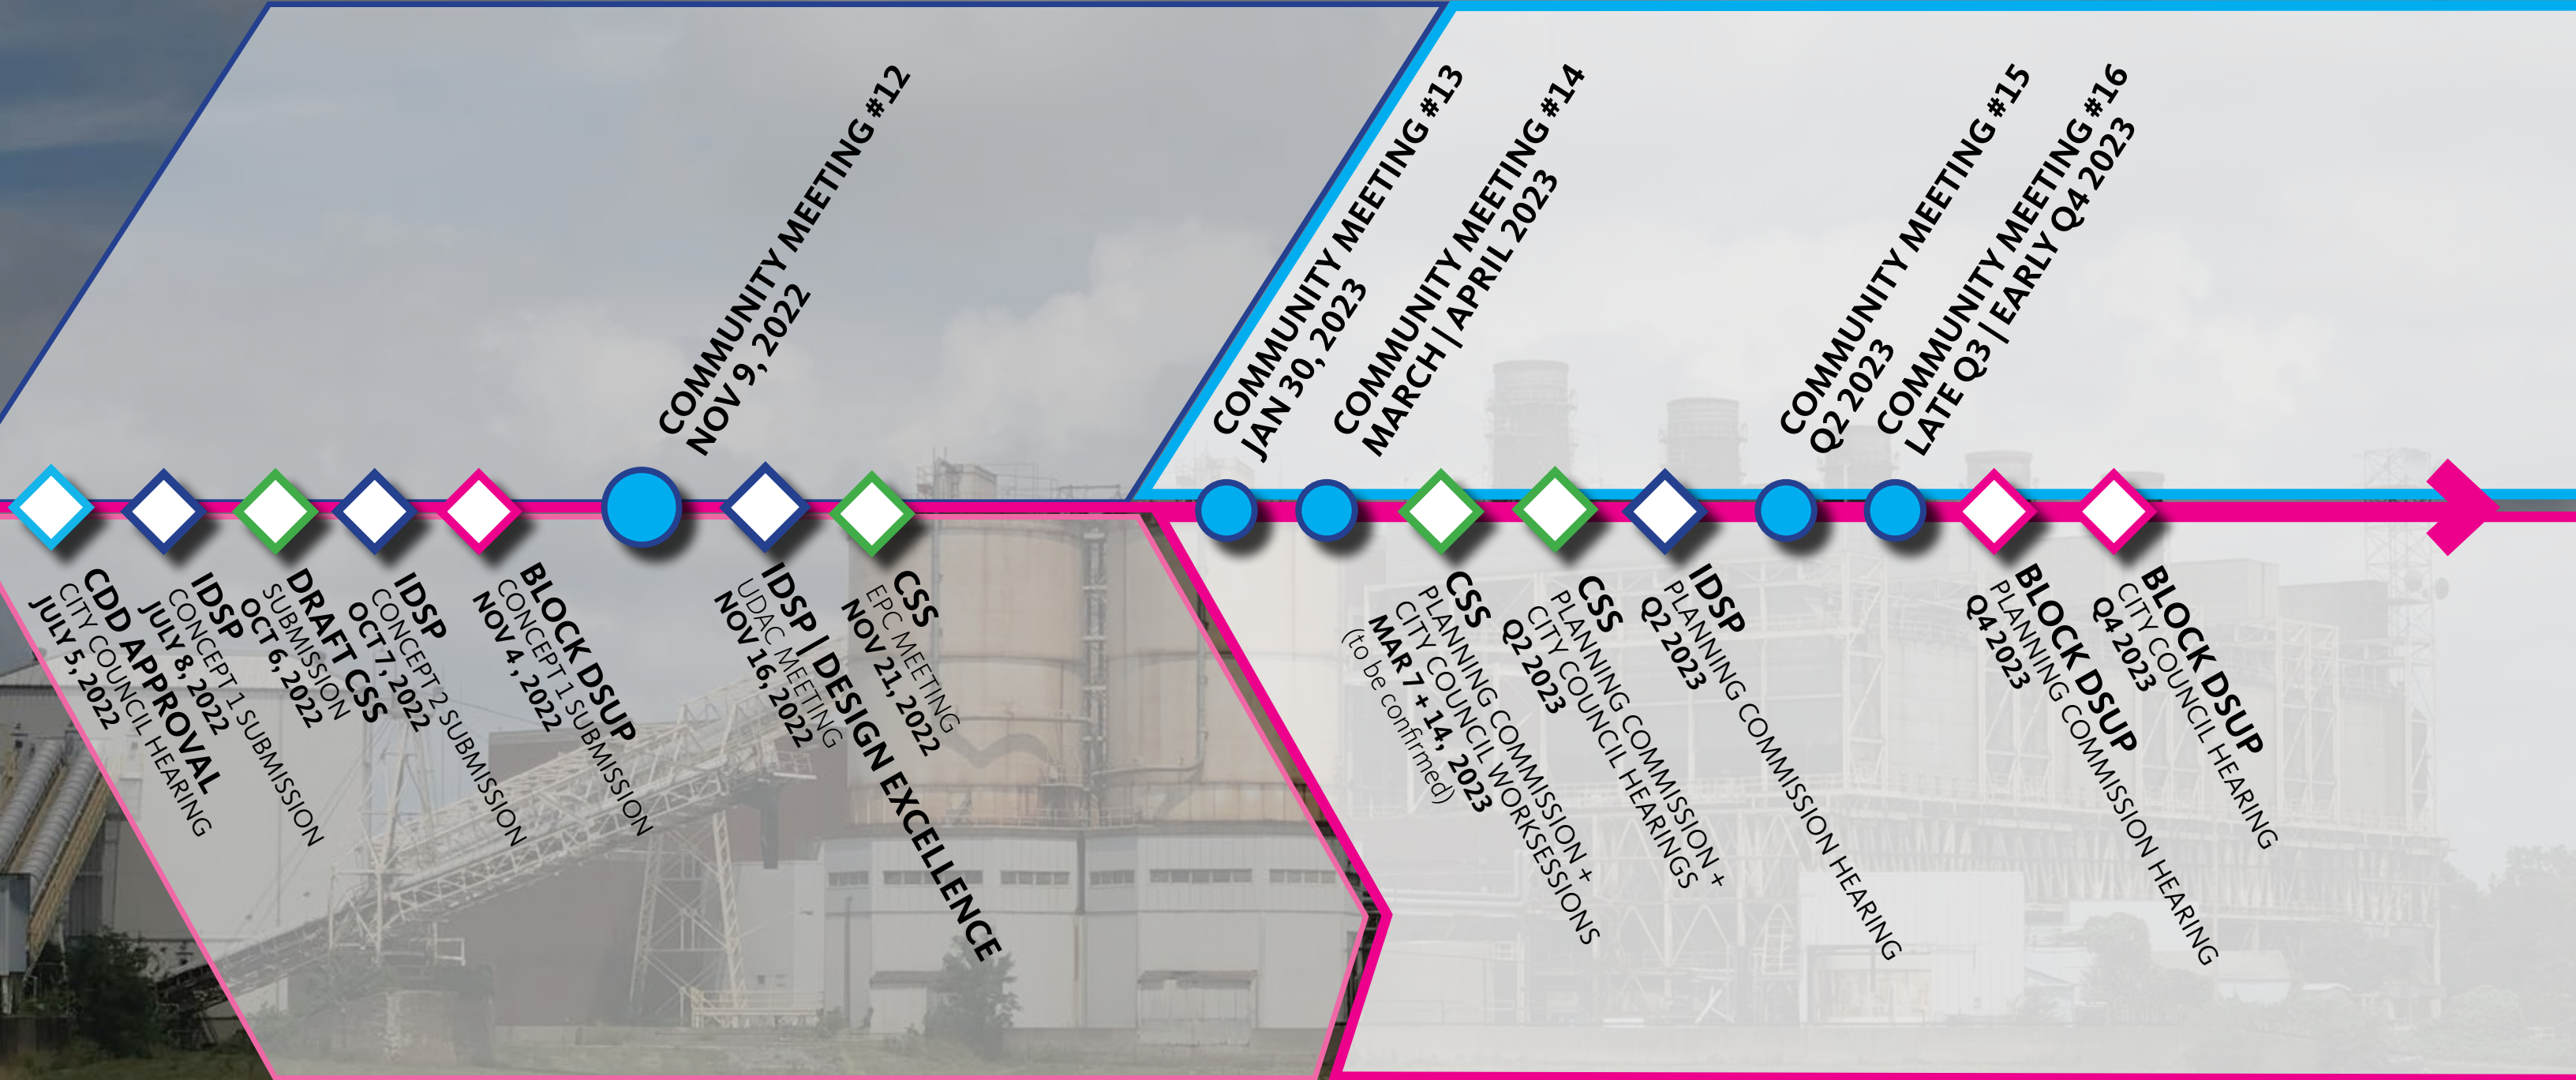 COMMUNITY MEETING #12
NOV 9, 2022
COMMUNITY MEETING #13
JAN 30, 2023
COMMUNITY MEETING #14
MARCH | APRIL 2023
COMMUNITY MEETING #15
Q2 2023
COMMUNITY MEETING #16
LATE Q3 | EARLY Q4 2023
CDD APPROVAL
CITY COUNCIL HEARING
JULY 5, 2022
IDSP
CONCEPT 1 SUBMISSION
JULY 8, 2022
DRAFT CSS
SUBMISSION
OCT 6, 2022
IDSP
CONCEPT 2 SUBMISSION
OCT 7, 2022
BLOCK DSUP
CONCEPT 1 SUBMISSION
NOV 4, 2022
IDSP | DESIGN EXCELLENCE
UDAC MEETING
NOV 16, 2022
CSS
EPC MEETING
NOV 21, 2022
CSS
PLANNING COMMISSION +
CITY COUNCIL WORKSESSIONS
MAR 7 + 14, 2023
(to be confirmed)
CSS
PLANNING COMMISSION +
CITY COUNCIL HEARINGS
Q2 2023
IDSP
PLANNING COMMISSION HEARING
Q2 2023
BLOCK DSUP
PLANNING COMMISSION HEARING
Q4 2023
BLOCK DSUP
CITY COUNCIL HEARING
Q4 2023